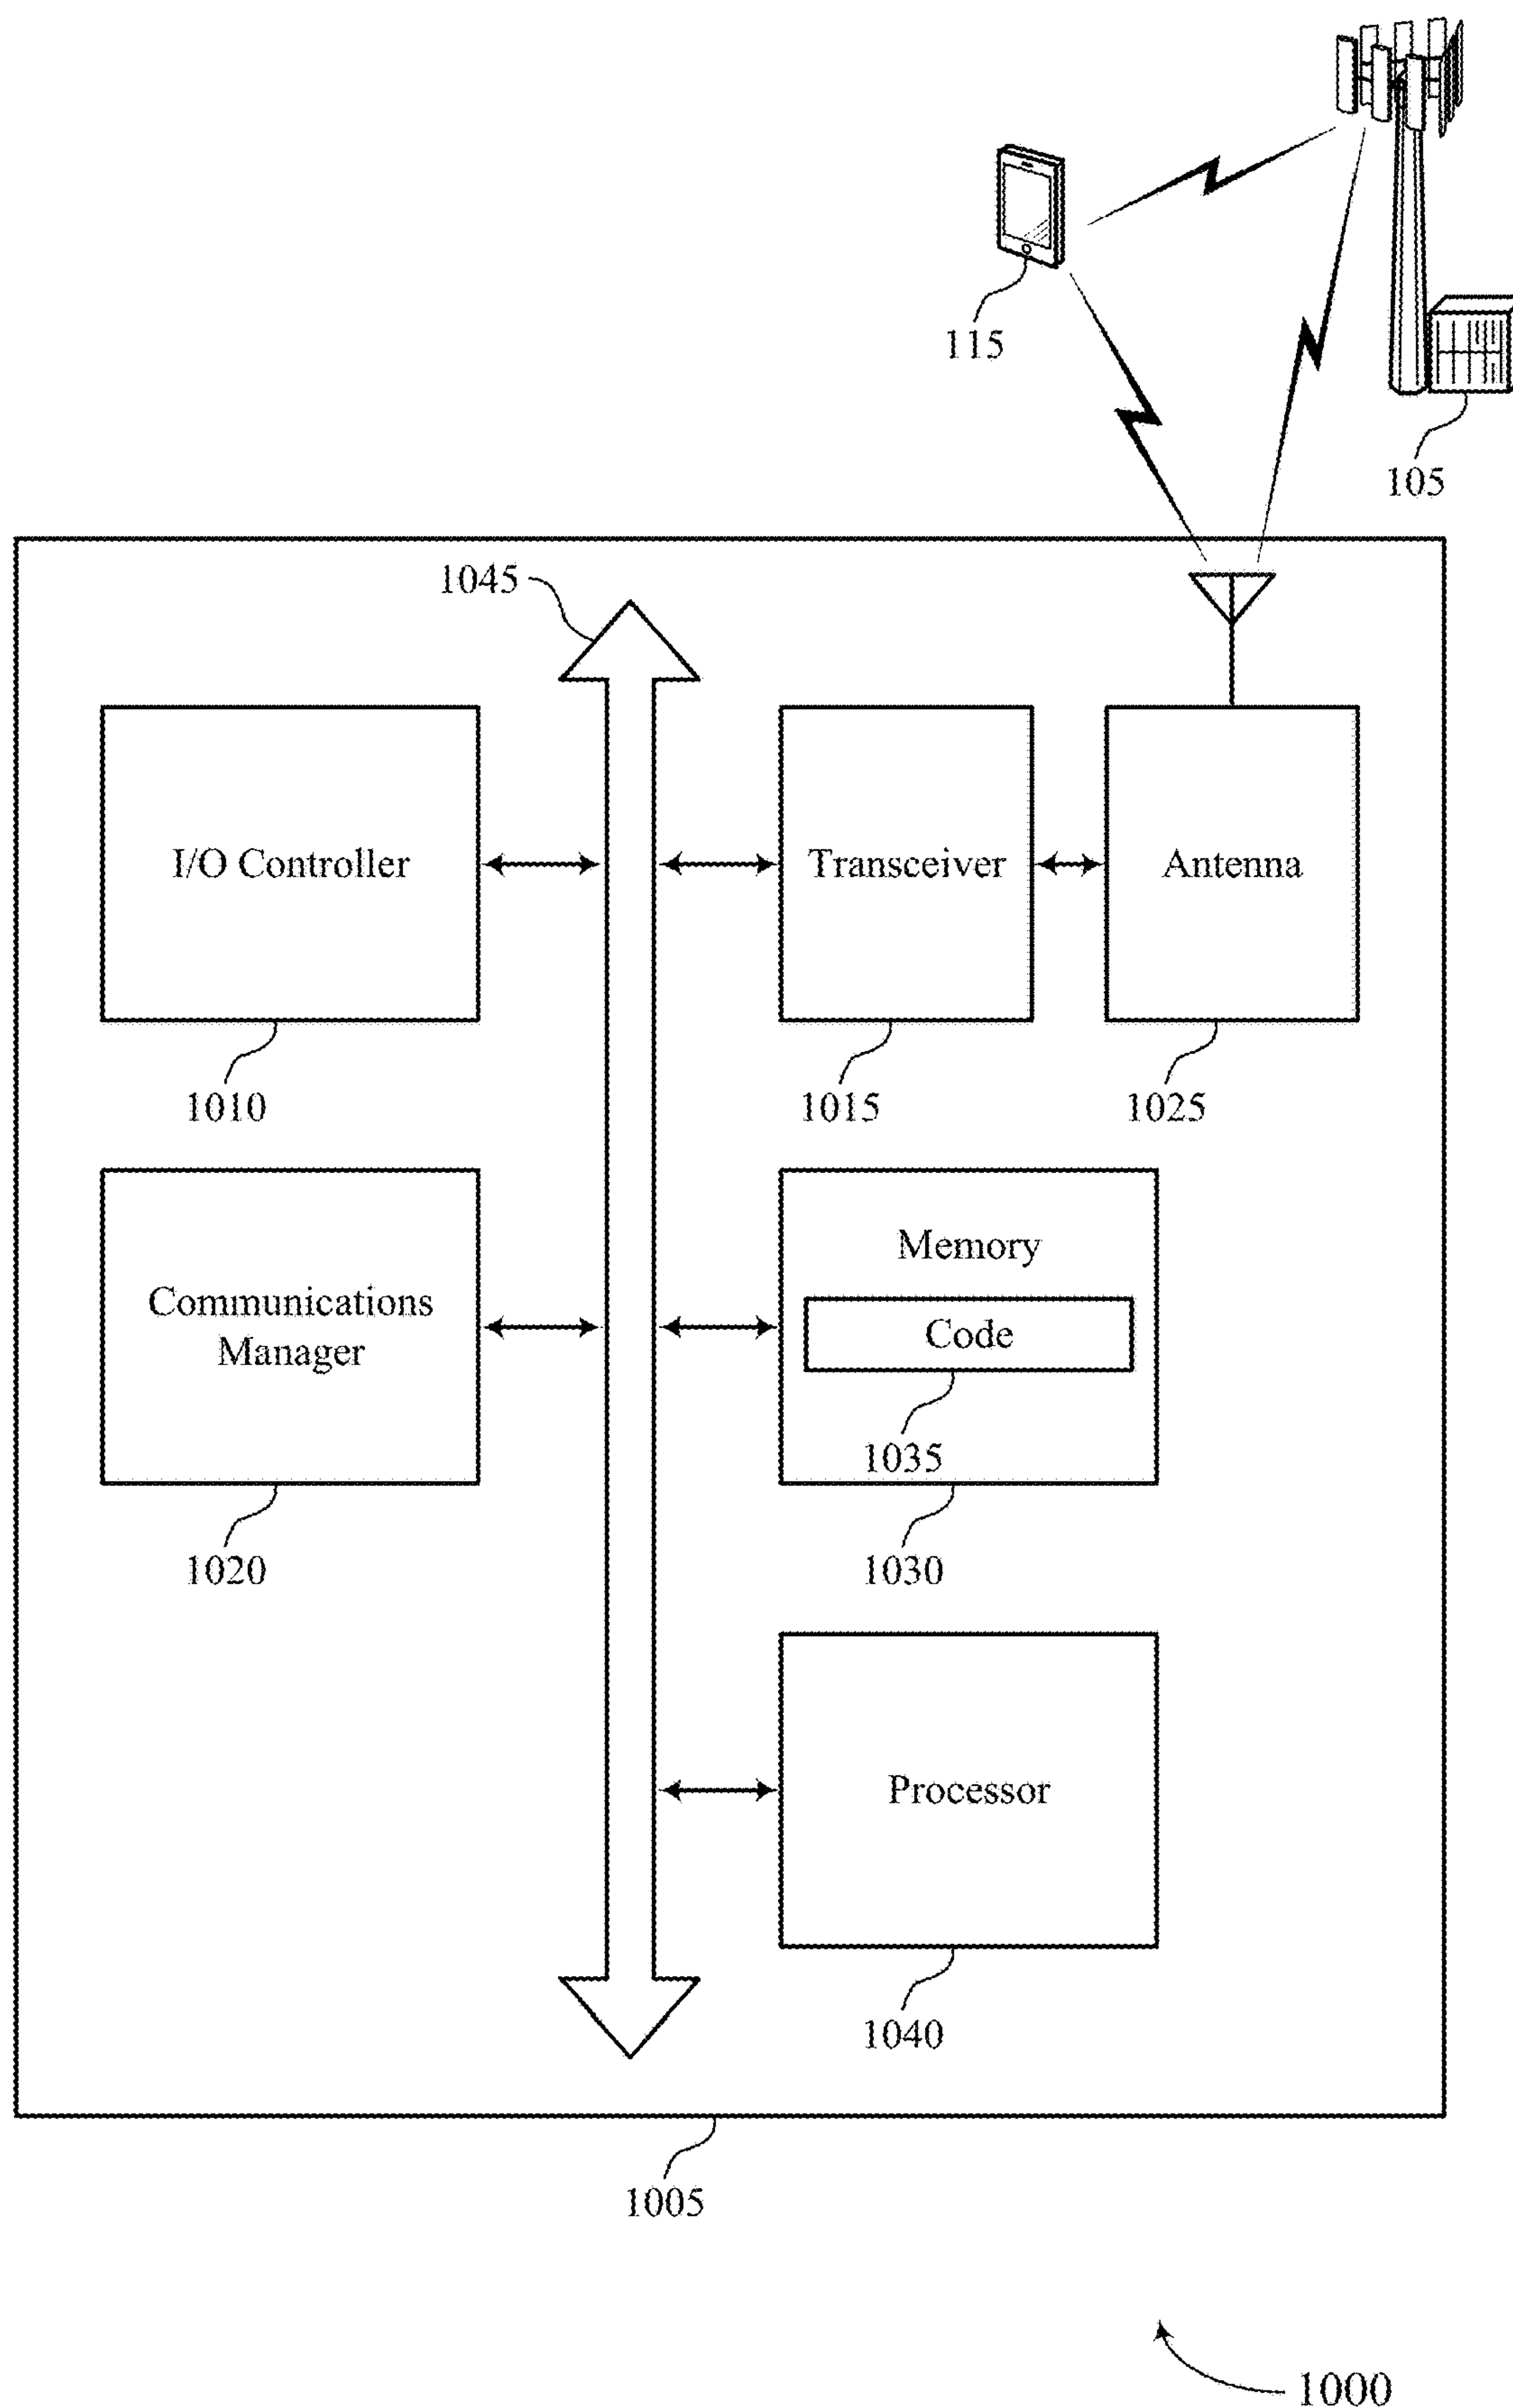 115
105
1045
I/O Controller
Transceiver
Antenna
1010
1015
1025
Communications
Manager
Memory
Code
1035
1020
1030
Processor
1040
1005
1000